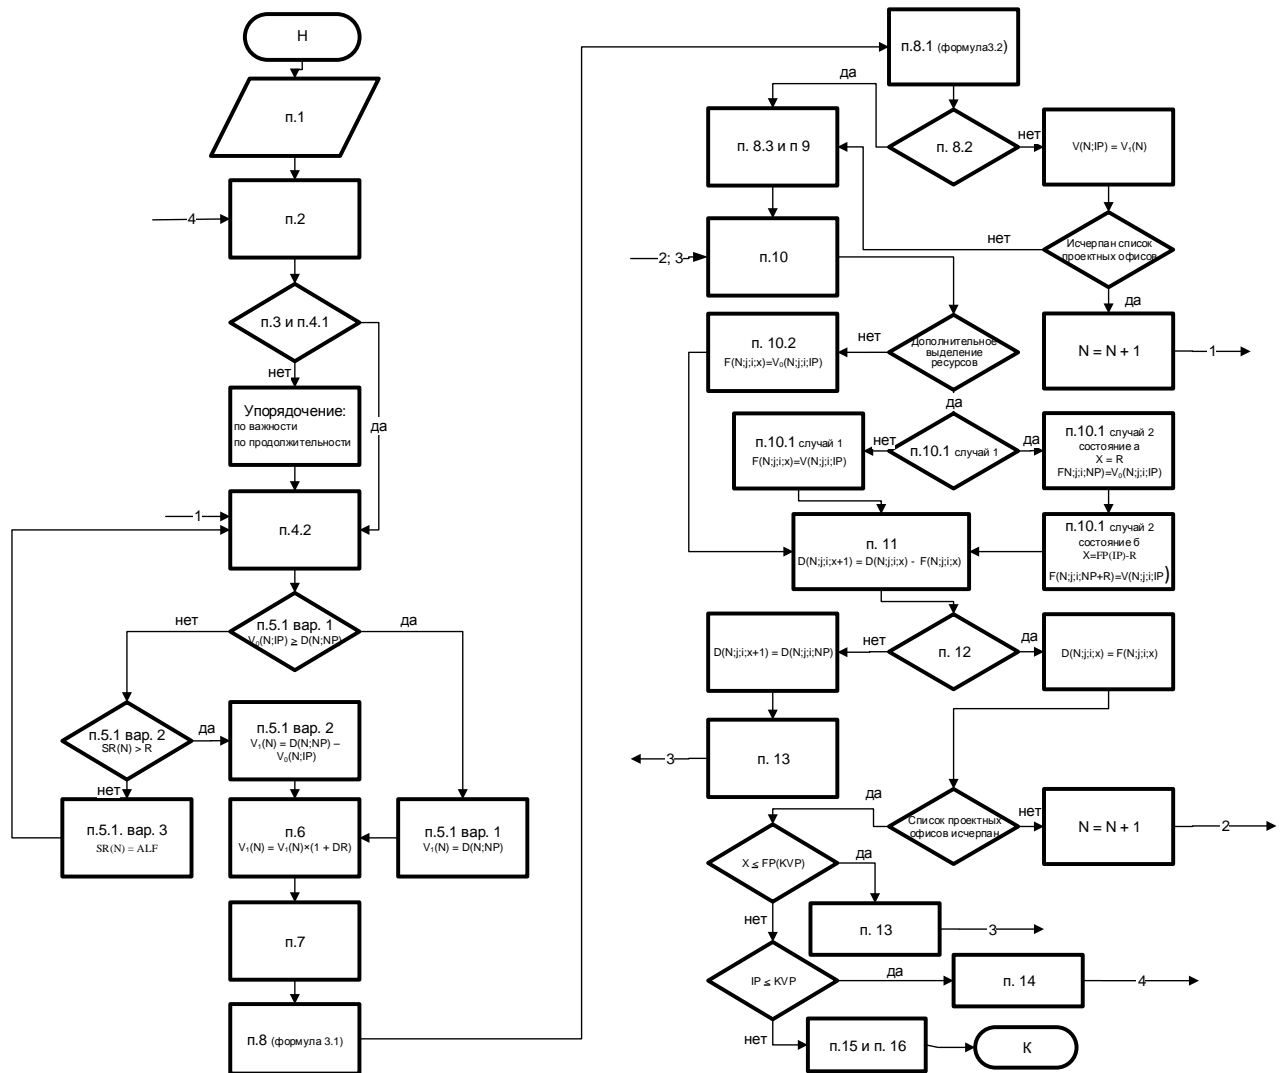 Н
п.1
4
п.2
п.3 и п.4.1
нет
да
Упорядочение:
по важности
по продолжительности
1
п.4.2
п.5.1 вар. 1
V₀(N;IP) ≥ D(N;NP)
нет
да
п.5.1 вар. 2
SR(N) > R
да
нет
п.5.1 вар. 2
V₁(N) = D(N;NP) –
V₀(N;IP)
п.5.1. вар. 3
SR(N) = ALF
п.6
V₁(N) = V₁(N)×(1 + DR)
п.5.1 вар. 1
V₁(N) = D(N;NP)
п.7
п.8 (формула 3.1)
п.8.1 (формула3.2)
да
п. 8.2
нет
V(N;IP) = V₁(N)
п. 8.3 и п 9
Исчерпан список
проектных офисов
нет
да
N = N + 1
1
2; 3
п.10
Дополнительное
выделение
ресурсов
нет
да
п. 10.2
F(N;j;i;x)=V₀(N;j;i;IP)
п.10.1 случай 1
нет
да
п.10.1 случай 1
F(N;j;i;x)=V(N;j;i;IP)
п.10.1 случай 2
состояние а
X = R
FN;j;i;NP)=V₀(N;j;i;IP)
п.10.1 случай 2
состояние б
X=FP(IP)-R
F(N;j;i;NP+R)=V(N;j;i;IP)
п. 11
D(N;j;i;x+1) = D(N;j;i;x) - F(N;j;i;x)
п. 12
нет
да
D(N;j;i;x+1) = D(N;j;i;NP)
D(N;j;i;x) = F(N;j;i;x)
п. 13
3
Список проектных
офисов исчерпан
да
нет
N = N + 1
2
X ≤ FP(KVP)
да
нет
п. 13
3
IP ≤ KVP
да
нет
п. 14
4
п.15 и п. 16
К